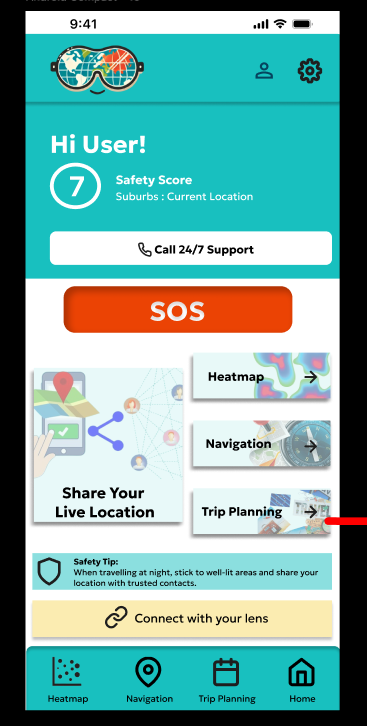 9:41
Hi User!
7
Safety Score
Suburbs : Current Location
Call 24/7 Support
SOS
Heatmap
Navigation
Share Your
Live Location
Trip Planning
Safety Tip:
When travelling at night, stick to well-lit areas and share your
location with trusted contacts.
Connect with your lens
Heatmap
Navigation
Trip Planning
Home